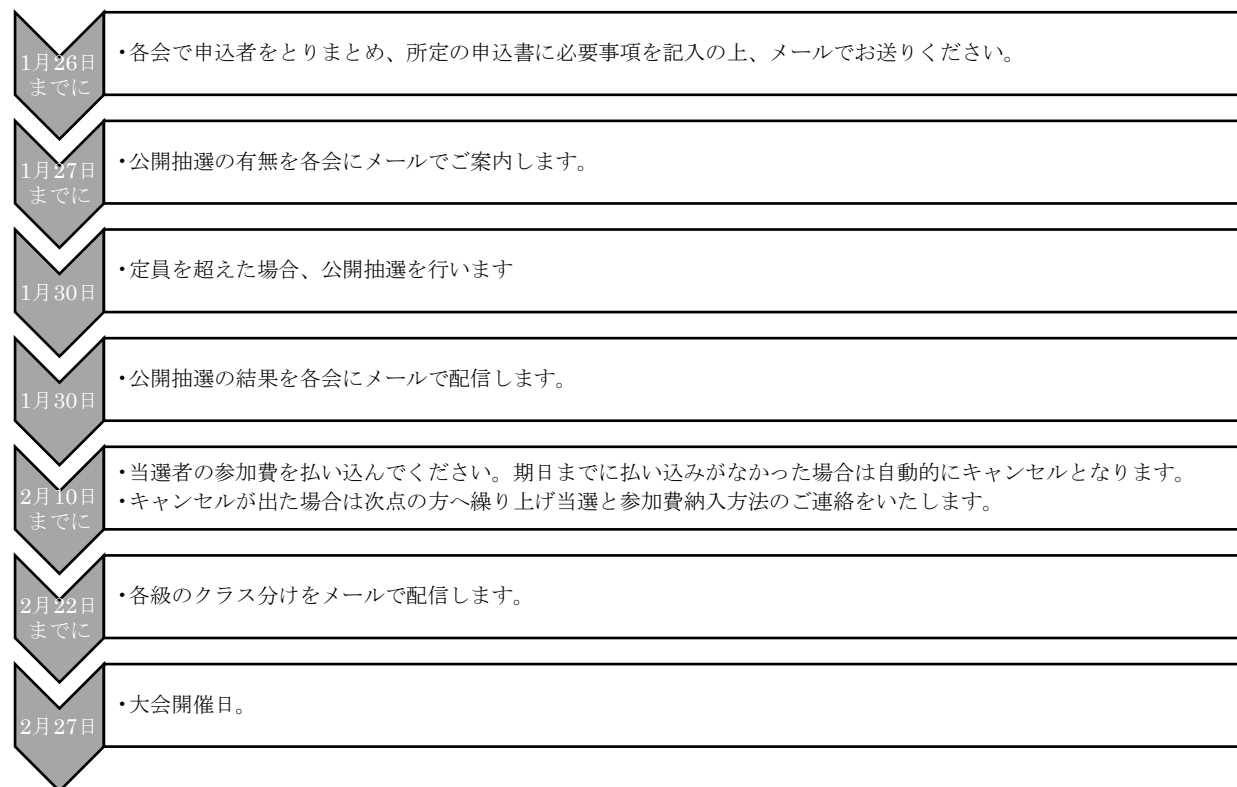 1月26日
までに
・各会で申込者をとりまとめ、所定の申込書に必要事項を記入の上、メールでお送りください。
1月27日
までに
・公開抽選の有無を各会にメールでご案内します。
1月30日
・定員を超えた場合、公開抽選を行います
1月30日
・公開抽選の結果を各会にメールで配信します。
2月10日
までに
・当選者の参加費を払い込んでください。期日までに払い込みがなかった場合は自動的にキャンセルとなります。
・キャンセルが出た場合は次点の方へ繰り上げ当選と参加費納入方法のご連絡をいたします。
2月22日
までに
・各級のクラス分けをメールで配信します。
2月27日
・大会開催日。